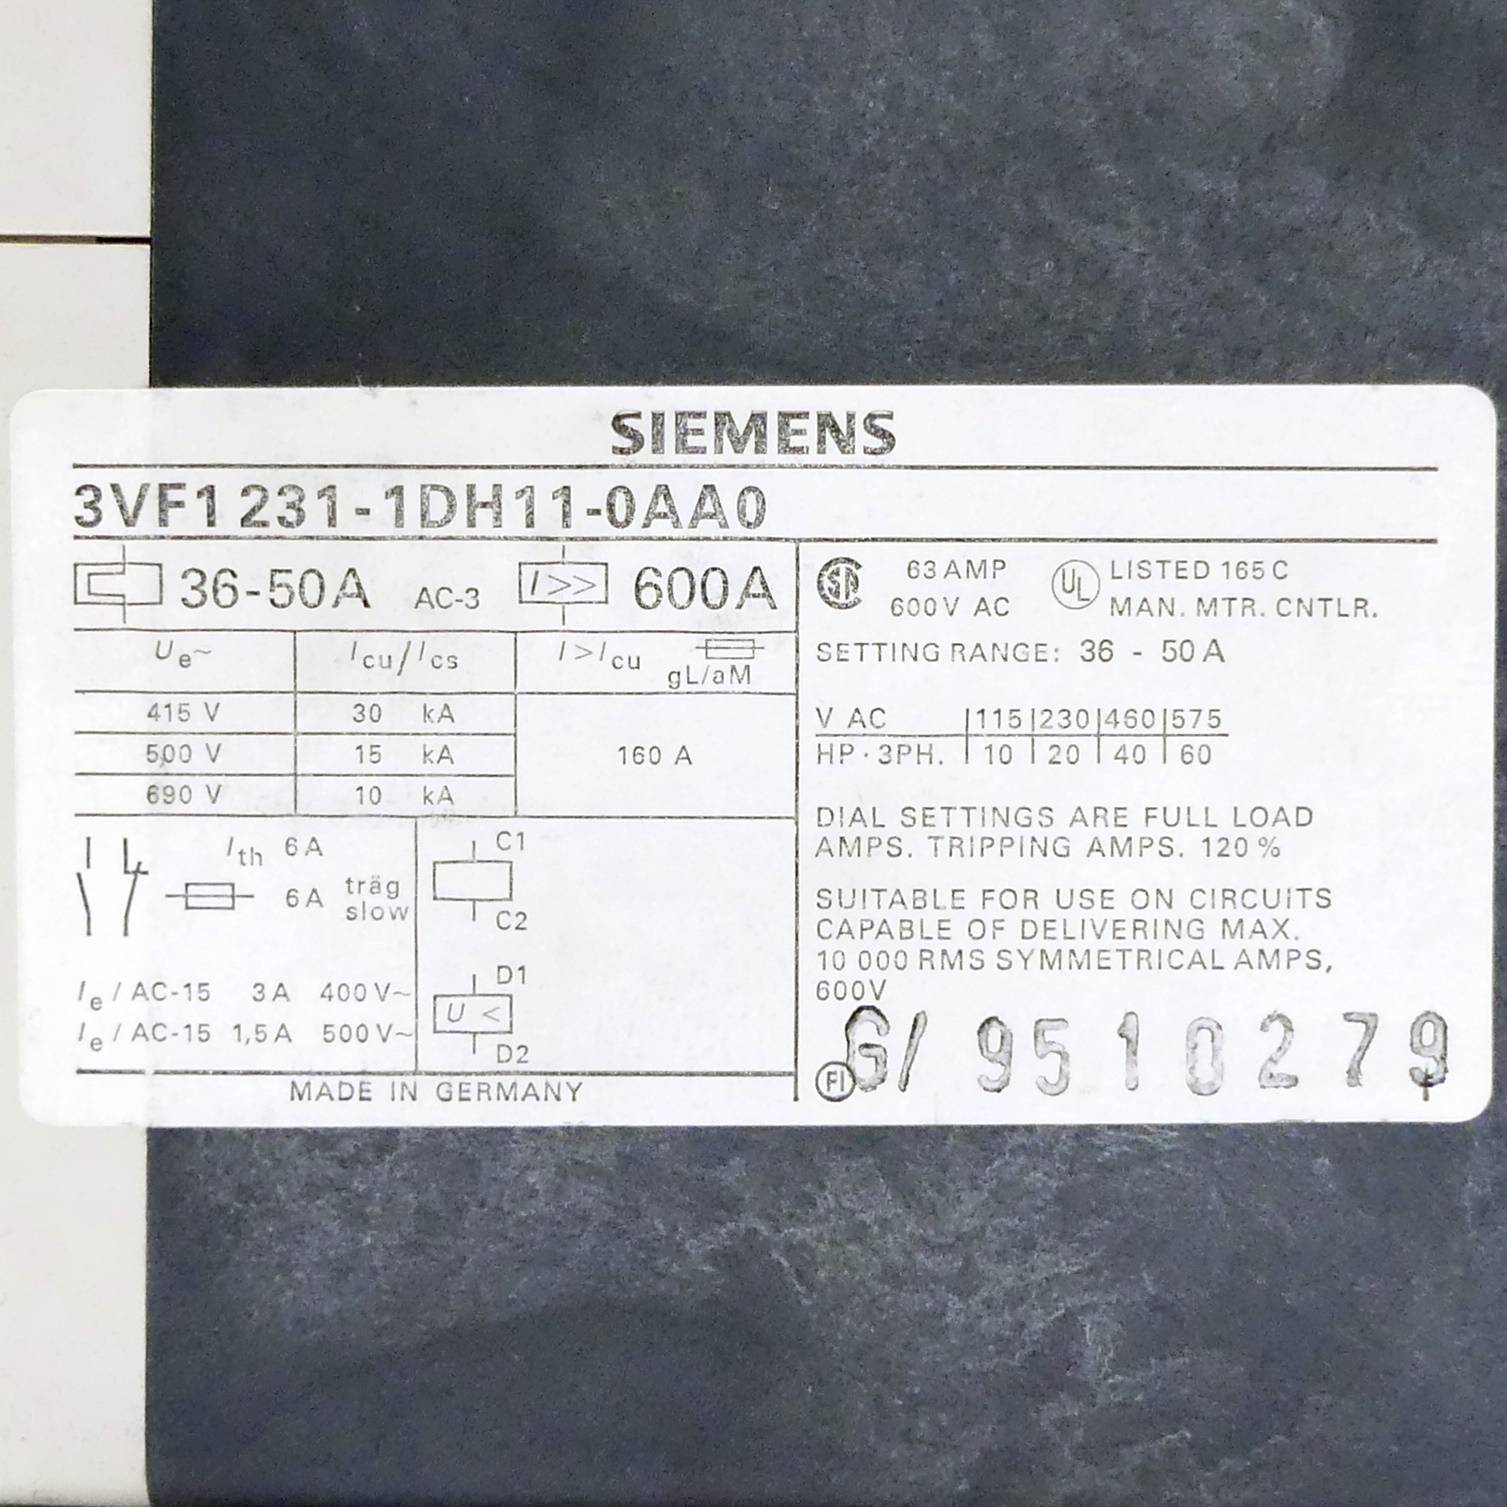 SIEMENS
3VF1 231-1DH11-0AA0
36-50A AC-3 I>> 600A
Ue~ Icu/Ics I>Icu gL/aM
415 V 30 kA
500 V 15 kA 160 A
690 V 10 kA
Ith 6A
6A träg
slow
Ie / AC-15 3A 400V~
Ie / AC-15 1,5A 500V~
C1
C2
D1
U <
D2
MADE IN GERMANY
SA 63 AMP UL LISTED 165C
600V AC MAN. MTR. CNTLR.
SETTING RANGE: 36 - 50A
V AC |115|230|460|575
HP·3PH. | 10 | 20 | 40 | 60
DIAL SETTINGS ARE FULL LOAD
AMPS. TRIPPING AMPS. 120%
SUITABLE FOR USE ON CIRCUITS
CAPABLE OF DELIVERING MAX.
10 000 RMS SYMMETRICAL AMPS,
600V
FI G/ 9510279